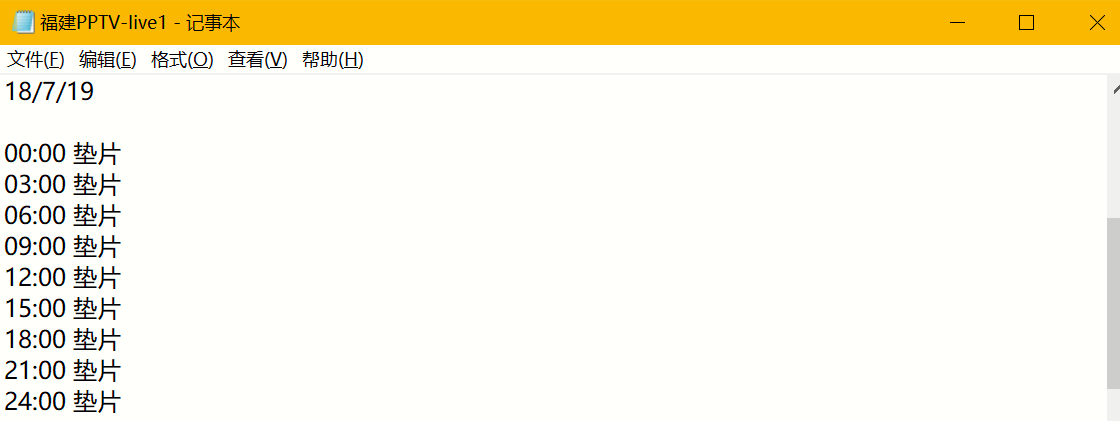 福建PPTV-live1 - 记事本
文件(F) 编辑(E) 格式(O) 查看(V) 帮助(H)
18/7/19
00:00 垫片
03:00 垫片
06:00 垫片
09:00 垫片
12:00 垫片
15:00 垫片
18:00 垫片
21:00 垫片
24:00 垫片